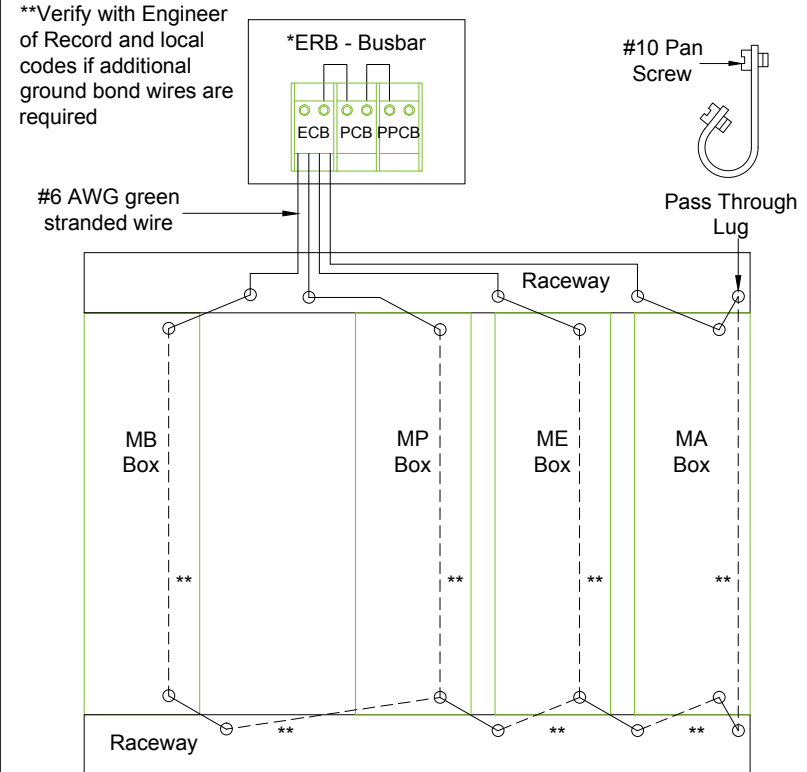 **Verify with Engineer
of Record and local
codes if additional
ground bond wires are
required
*ERB - Busbar
ECB PCB PPCB
#10 Pan
Screw
#6 AWG green
stranded wire
Pass Through
Lug
Raceway
MB
Box
MP
Box
ME
Box
MA
Box
** ** ** **
** ** **
Raceway